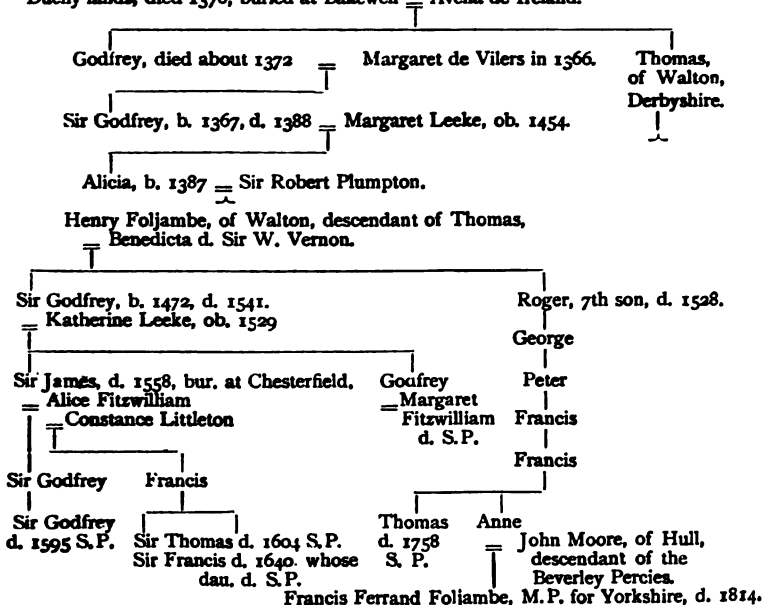 Duchy lands, died 1376, buried at Bakewell = Avena de Ireland.
Godfrey, died about 1372 = Margaret de Vilers in 1366. Thomas,
of Walton,
Derbyshire.
Sir Godfrey, b. 1367, d. 1388 = Margaret Leeke, ob. 1454.
Alicia, b. 1387 = Sir Robert Plumpton.
Henry Foljambe, of Walton, descendant of Thomas,
= Benedicta d. Sir W. Vernon.
Sir Godfrey, b. 1472, d. 1541. Roger, 7th son, d. 1528.
= Katherine Leeke, ob. 1529
George
Sir James, d. 1558, bur. at Chesterfield. Godfrey Peter
= Alice Fitzwilliam =Margaret
=Constance Littleton Fitzwilliam Francis
d. S.P.
Francis
Sir Godfrey Francis
Sir Godfrey Thomas Anne
d. 1595 S.P. Sir Thomas d. 1604 S.P. d. 1758 = John Moore, of Hull,
Sir Francis d. 1640. whose S. P. descendant of the
dau. d. S.P. Beverley Percies.
Francis Ferrand Foljambe, M.P. for Yorkshire, d. 1814.